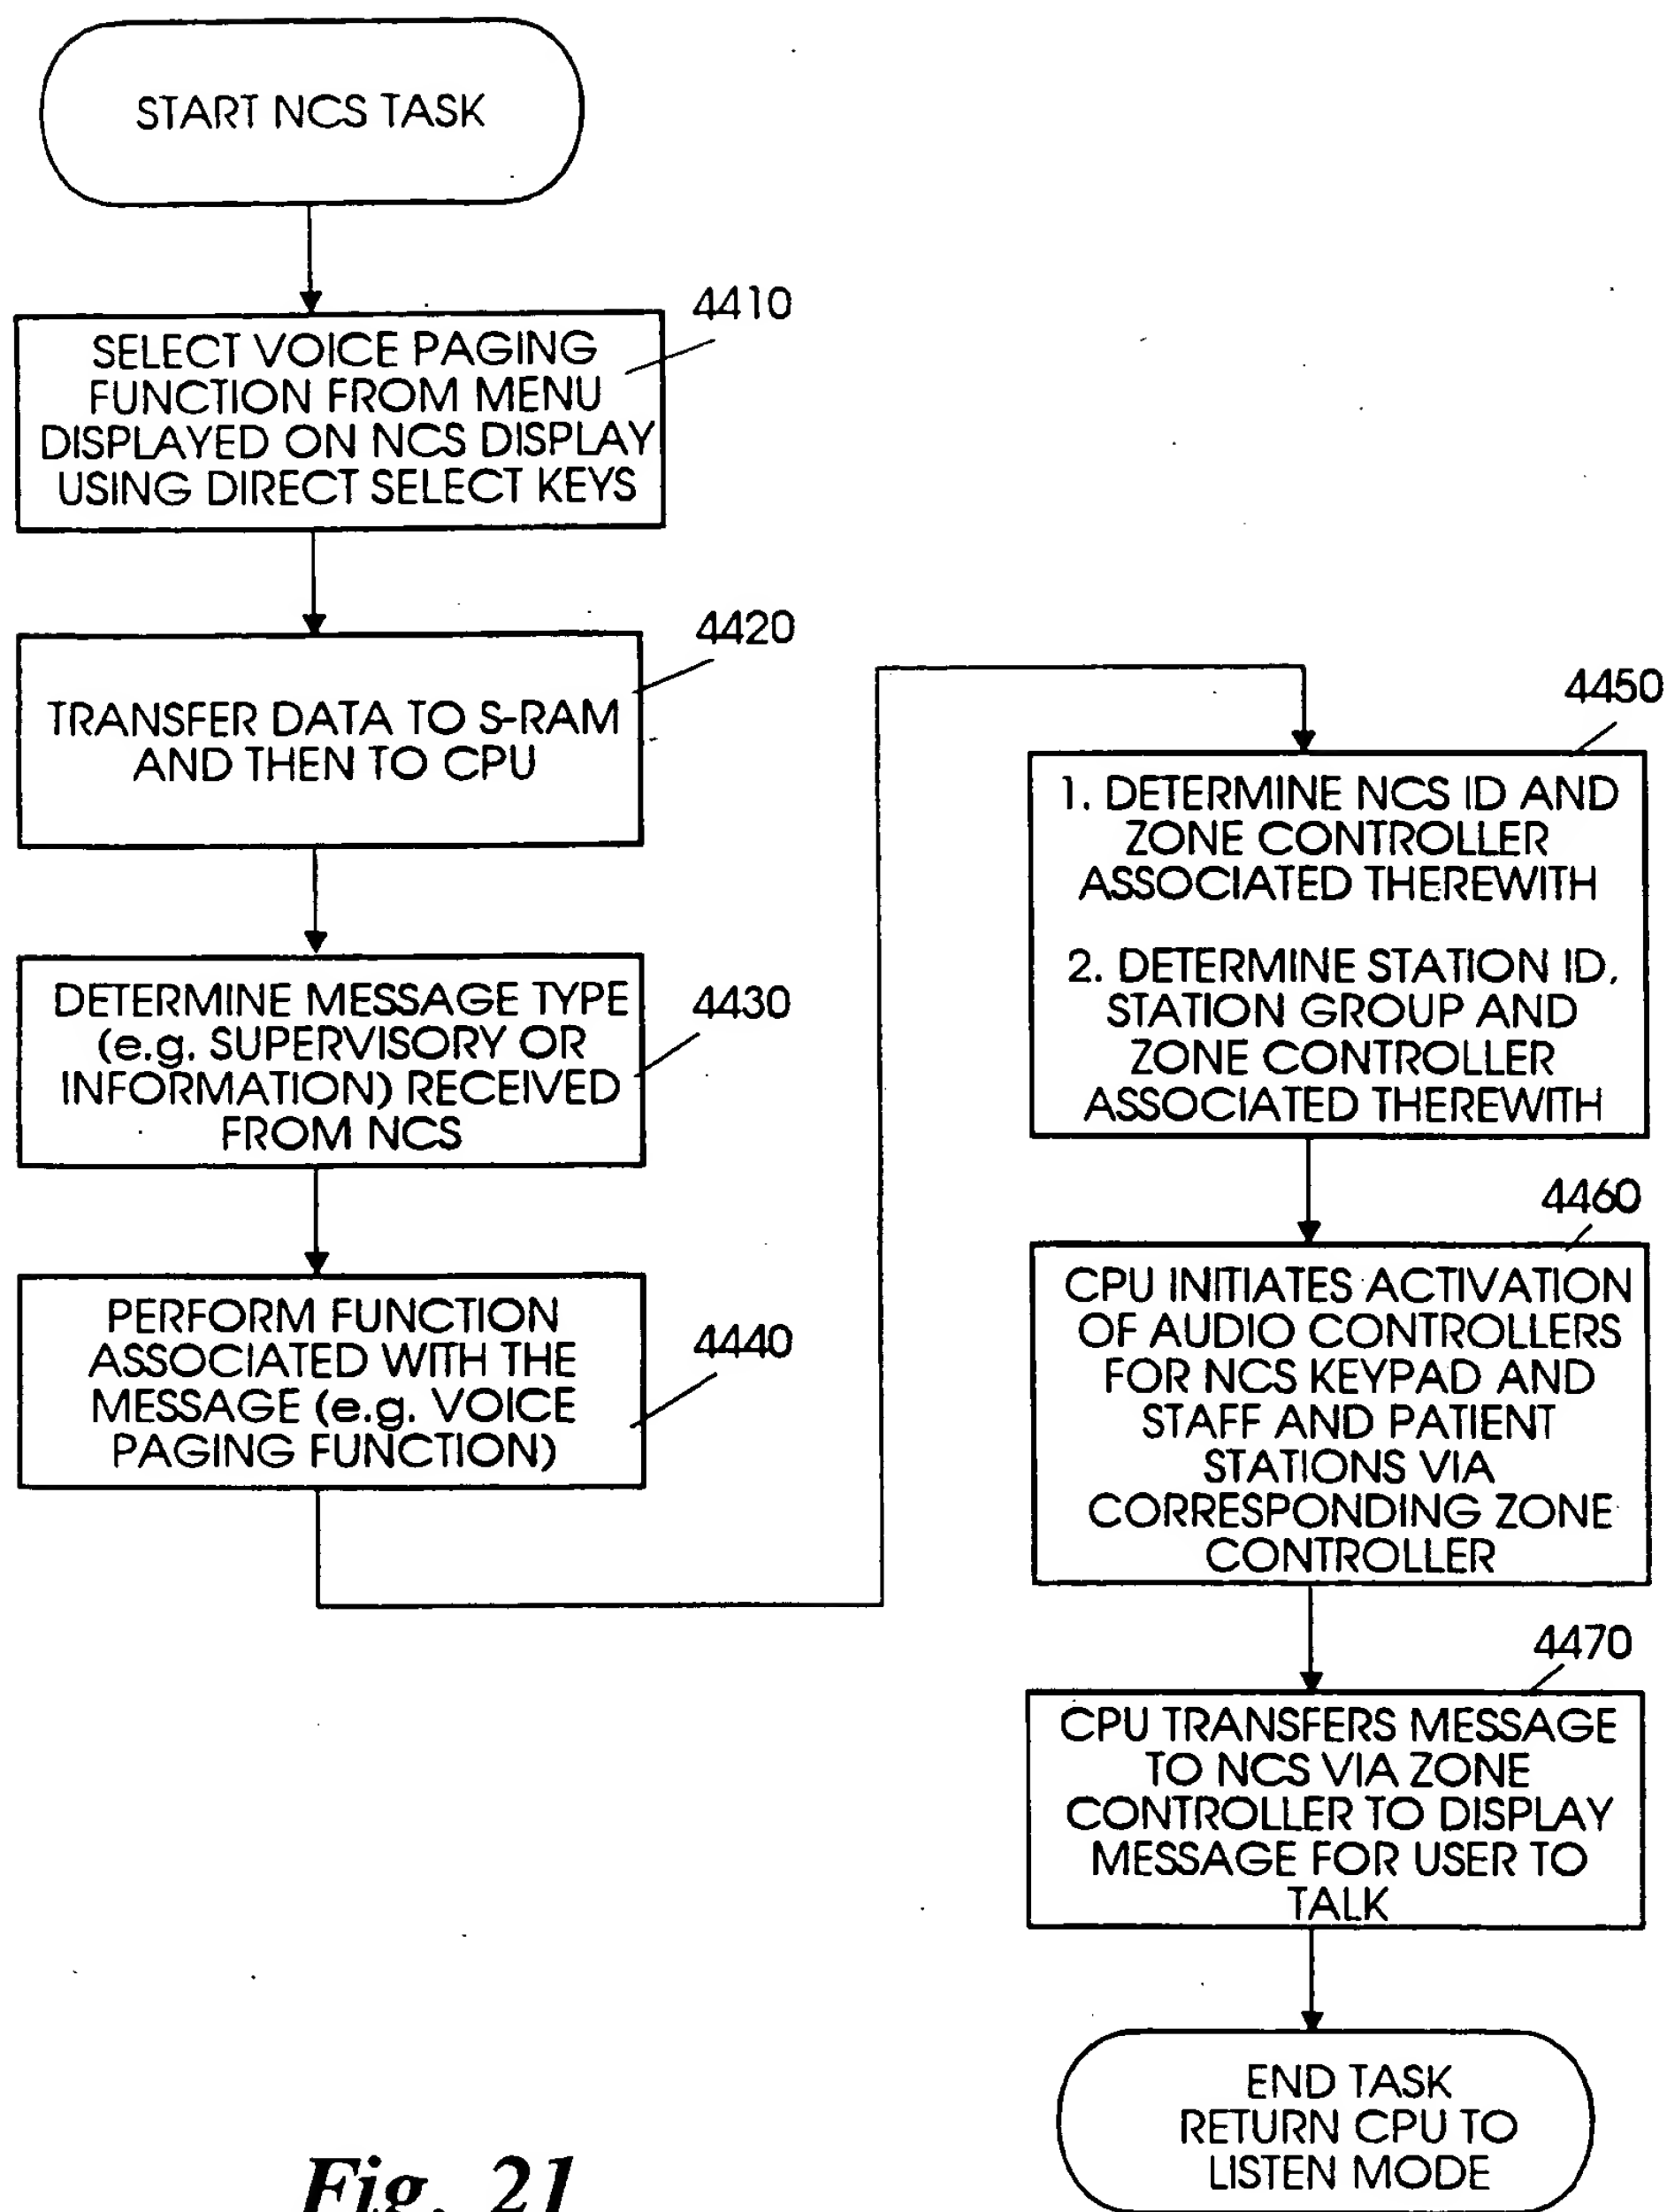 START NCS TASK
4410
SELECT VOICE PAGING
FUNCTION FROM MENU
DISPLAYED ON NCS DISPLAY
USING DIRECT SELECT KEYS
4420
TRANSFER DATA TO S-RAM
AND THEN TO CPU
4430
DETERMINE MESSAGE TYPE
(e.g. SUPERVISORY OR
INFORMATION) RECEIVED
FROM NCS
4440
PERFORM FUNCTION
ASSOCIATED WITH THE
MESSAGE (e.g. VOICE
PAGING FUNCTION)
4450
1. DETERMINE NCS ID AND
ZONE CONTROLLER
ASSOCIATED THEREWITH
2. DETERMINE STATION ID,
STATION GROUP AND
ZONE CONTROLLER
ASSOCIATED THEREWITH
4460
CPU INITIATES ACTIVATION
OF AUDIO CONTROLLERS
FOR NCS KEYPAD AND
STAFF AND PATIENT
STATIONS VIA
CORRESPONDING ZONE
CONTROLLER
4470
CPU TRANSFERS MESSAGE
TO NCS VIA ZONE
CONTROLLER TO DISPLAY
MESSAGE FOR USER TO
TALK
END TASK
RETURN CPU TO
LISTEN MODE
Fig. 21